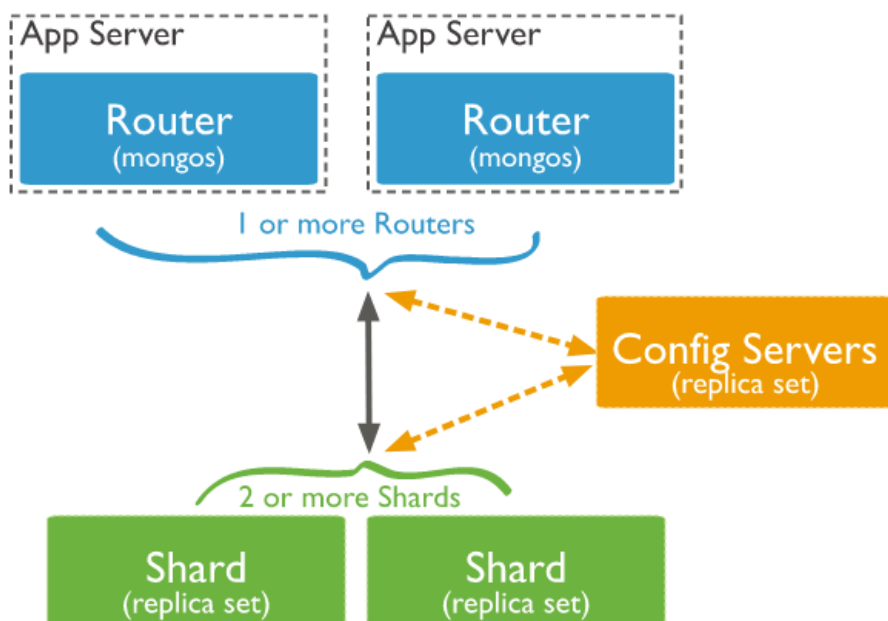 App Server
App Server
Router
(mongos)
Router
(mongos)
1 or more Routers
Config Servers
(replica set)
2 or more Shards
Shard
(replica set)
Shard
(replica set)